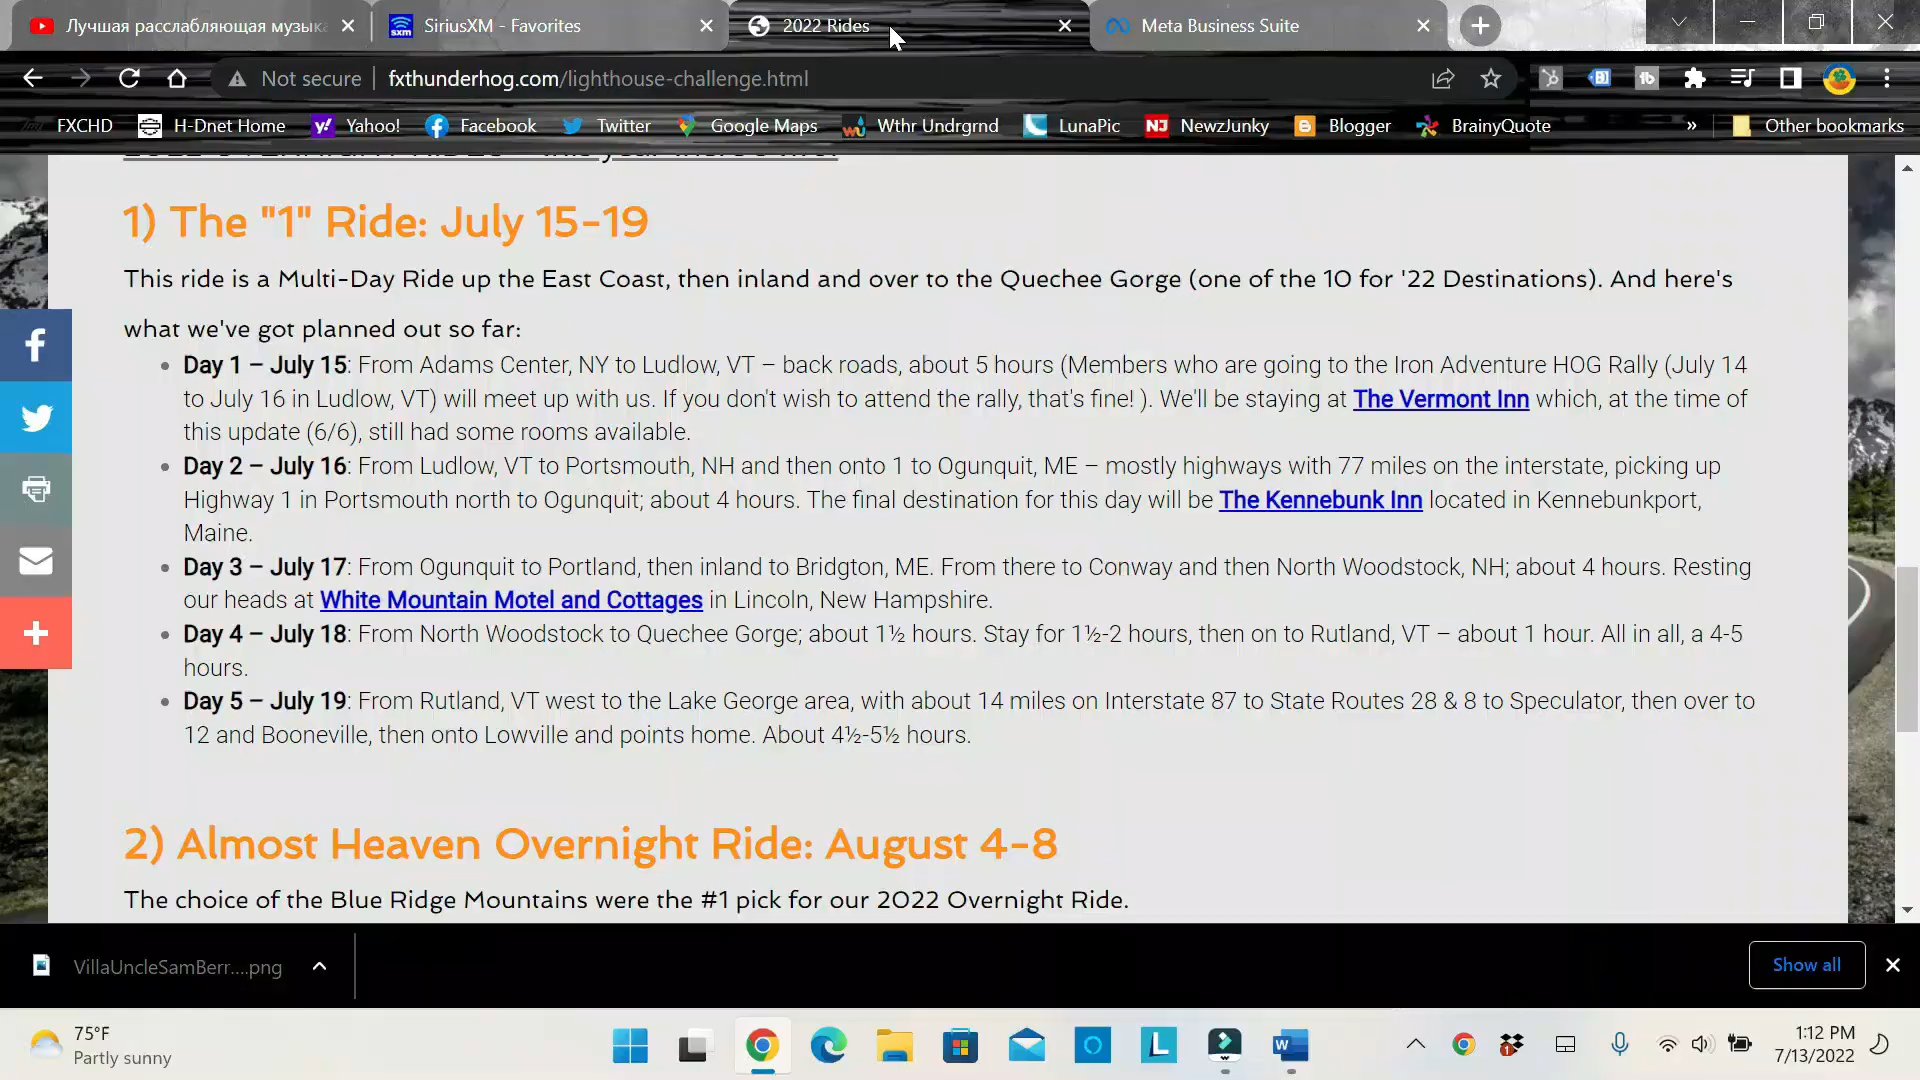 Лучшая расслабляющая музык
SiriusXM - Favorites
2022 Rides
Meta Business Suite
Not secure
fxthunderhog.com/lighthouse-challenge.html
FXCHD
H-Dnet Home
Yahoo!
Facebook
Twitter
Google Maps
Wthr Undrgrnd
LunaPic
NewzJunky
Blogger
BrainyQuote
»
Other bookmarks
1) The "1" Ride: July 15-19
This ride is a Multi-Day Ride up the East Coast, then inland and over to the Quechee Gorge (one of the 10 for '22 Destinations). And here's
what we've got planned out so far:
Day 1 – July 15: From Adams Center, NY to Ludlow, VT – back roads, about 5 hours (Members who are going to the Iron Adventure HOG Rally (July 14
to July 16 in Ludlow, VT) will meet up with us. If you don't wish to attend the rally, that's fine! ). We'll be staying at The Vermont Inn which, at the time of
this update (6/6), still had some rooms available.
Day 2 – July 16: From Ludlow, VT to Portsmouth, NH and then onto 1 to Ogunquit, ME – mostly highways with 77 miles on the interstate, picking up
Highway 1 in Portsmouth north to Ogunquit; about 4 hours. The final destination for this day will be The Kennebunk Inn located in Kennebunkport,
Maine.
Day 3 – July 17: From Ogunquit to Portland, then inland to Bridgton, ME. From there to Conway and then North Woodstock, NH; about 4 hours. Resting
our heads at White Mountain Motel and Cottages in Lincoln, New Hampshire.
Day 4 – July 18: From North Woodstock to Quechee Gorge; about 1½ hours. Stay for 1½-2 hours, then on to Rutland, VT – about 1 hour. All in all, a 4-5
hours.
Day 5 – July 19: From Rutland, VT west to the Lake George area, with about 14 miles on Interstate 87 to State Routes 28 & 8 to Speculator, then over to
12 and Booneville, then onto Lowville and points home. About 4½-5½ hours.
2) Almost Heaven Overnight Ride: August 4-8
The choice of the Blue Ridge Mountains were the #1 pick for our 2022 Overnight Ride.
VillaUncleSamBerr....png
Show all
75°F
Partly sunny
1:12 PM
7/13/2022